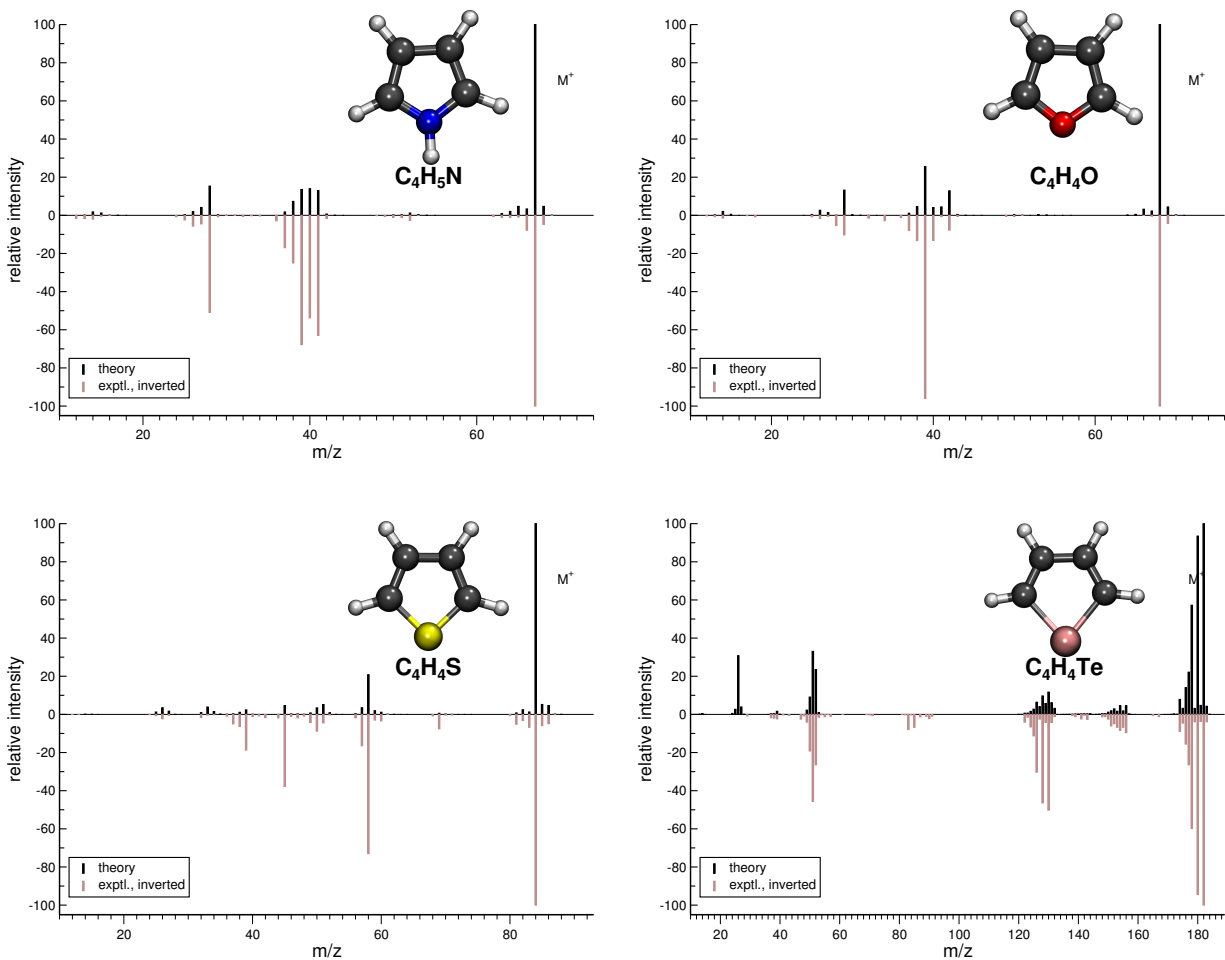 100
80
60
40
20
0
-20
-40
-60
-80
-100
relative intensity
M+
C4H5N
theory
exptl., inverted
20
40
60
m/z
100
80
60
40
20
0
-20
-40
-60
-80
-100
relative intensity
M+
C4H4O
theory
exptl., inverted
20
40
60
m/z
100
80
60
40
20
0
-20
-40
-60
-80
-100
relative intensity
M+
C4H4S
theory
exptl., inverted
20
40
60
80
m/z
100
80
60
40
20
0
-20
-40
-60
-80
-100
relative intensity
M+
C4H4Te
theory
exptl., inverted
20
40
60
80
100
120
140
160
180
m/z